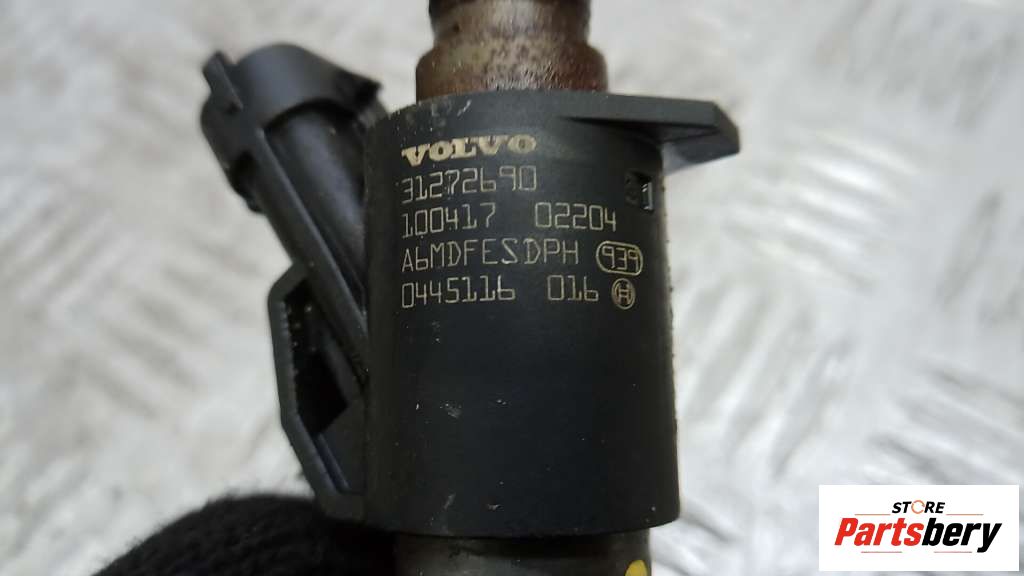 VOLVO
31272690
100417 02204
A6MDFESDPH 939
0445116 016 H
STORE
Partsbery